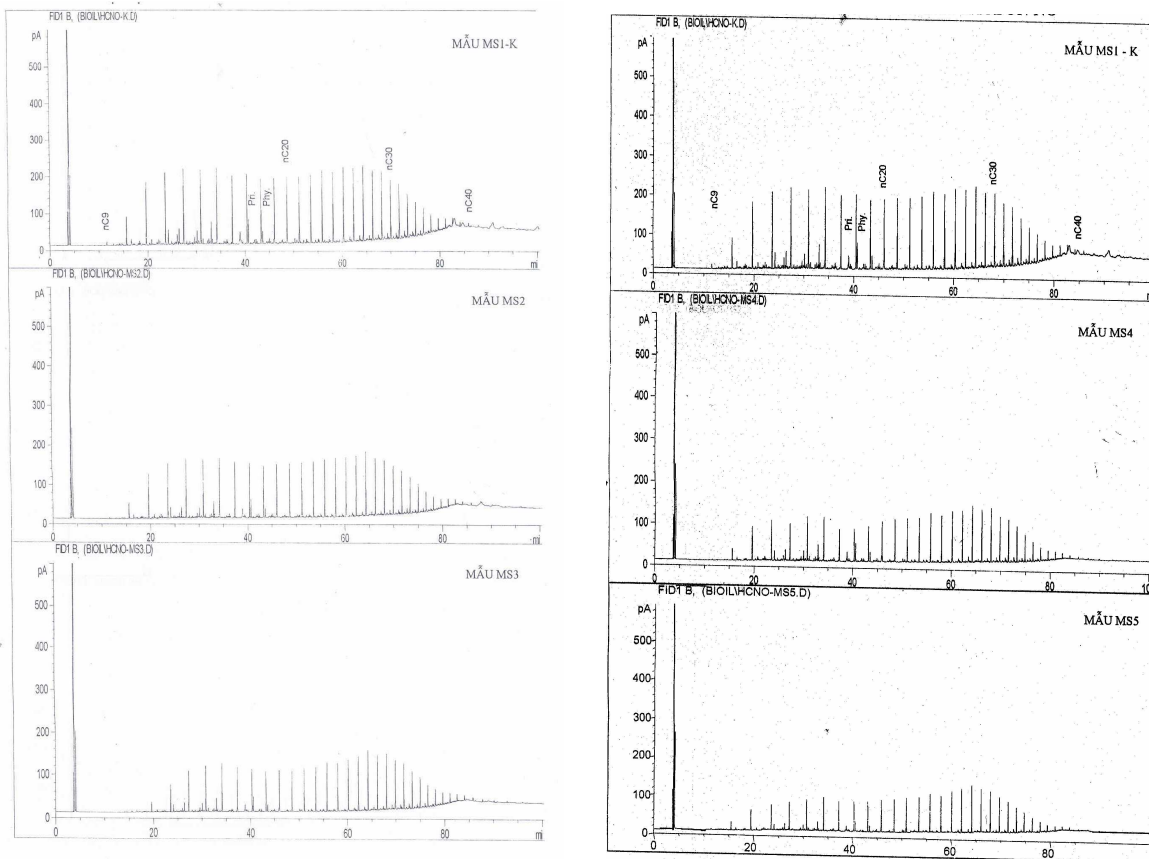 FID1 B, (BIOIL\HCNO-K.D)
pA
MẪU MS1-K
500
400
300
200
100
0
nC9
Pri.
Phy.
nC20
nC30
nC40
0 20 40 60 80 mi
FID1 B, (BIOIL\HCNO-MS2.D)
pA
MẪU MS2
500
400
300
200
100
0
0 20 40 60 80 mi
FID1 B, (BIOIL\HCNO-MS3.D)
pA
MẪU MS3
500
400
300
200
100
0
0 20 40 60 80 mi
FID1 B, (BIOIL\HCNO-K.D)
pA
MẪU MS1 - K
500
400
300
200
100
0
nC9
Pri.
Phy.
nC20
nC30
nC40
0 20 40 60 80
FID1 B, (BIOIL\HCNO-MS4.D)
pA
MẪU MS4
500
400
300
200
100
0
0 20 40 60 80 10
FID1 B, (BIOIL\HCNO-MS5.D)
pA
MẪU MS5
500
400
300
200
100
0
0 20 40 60 80 10